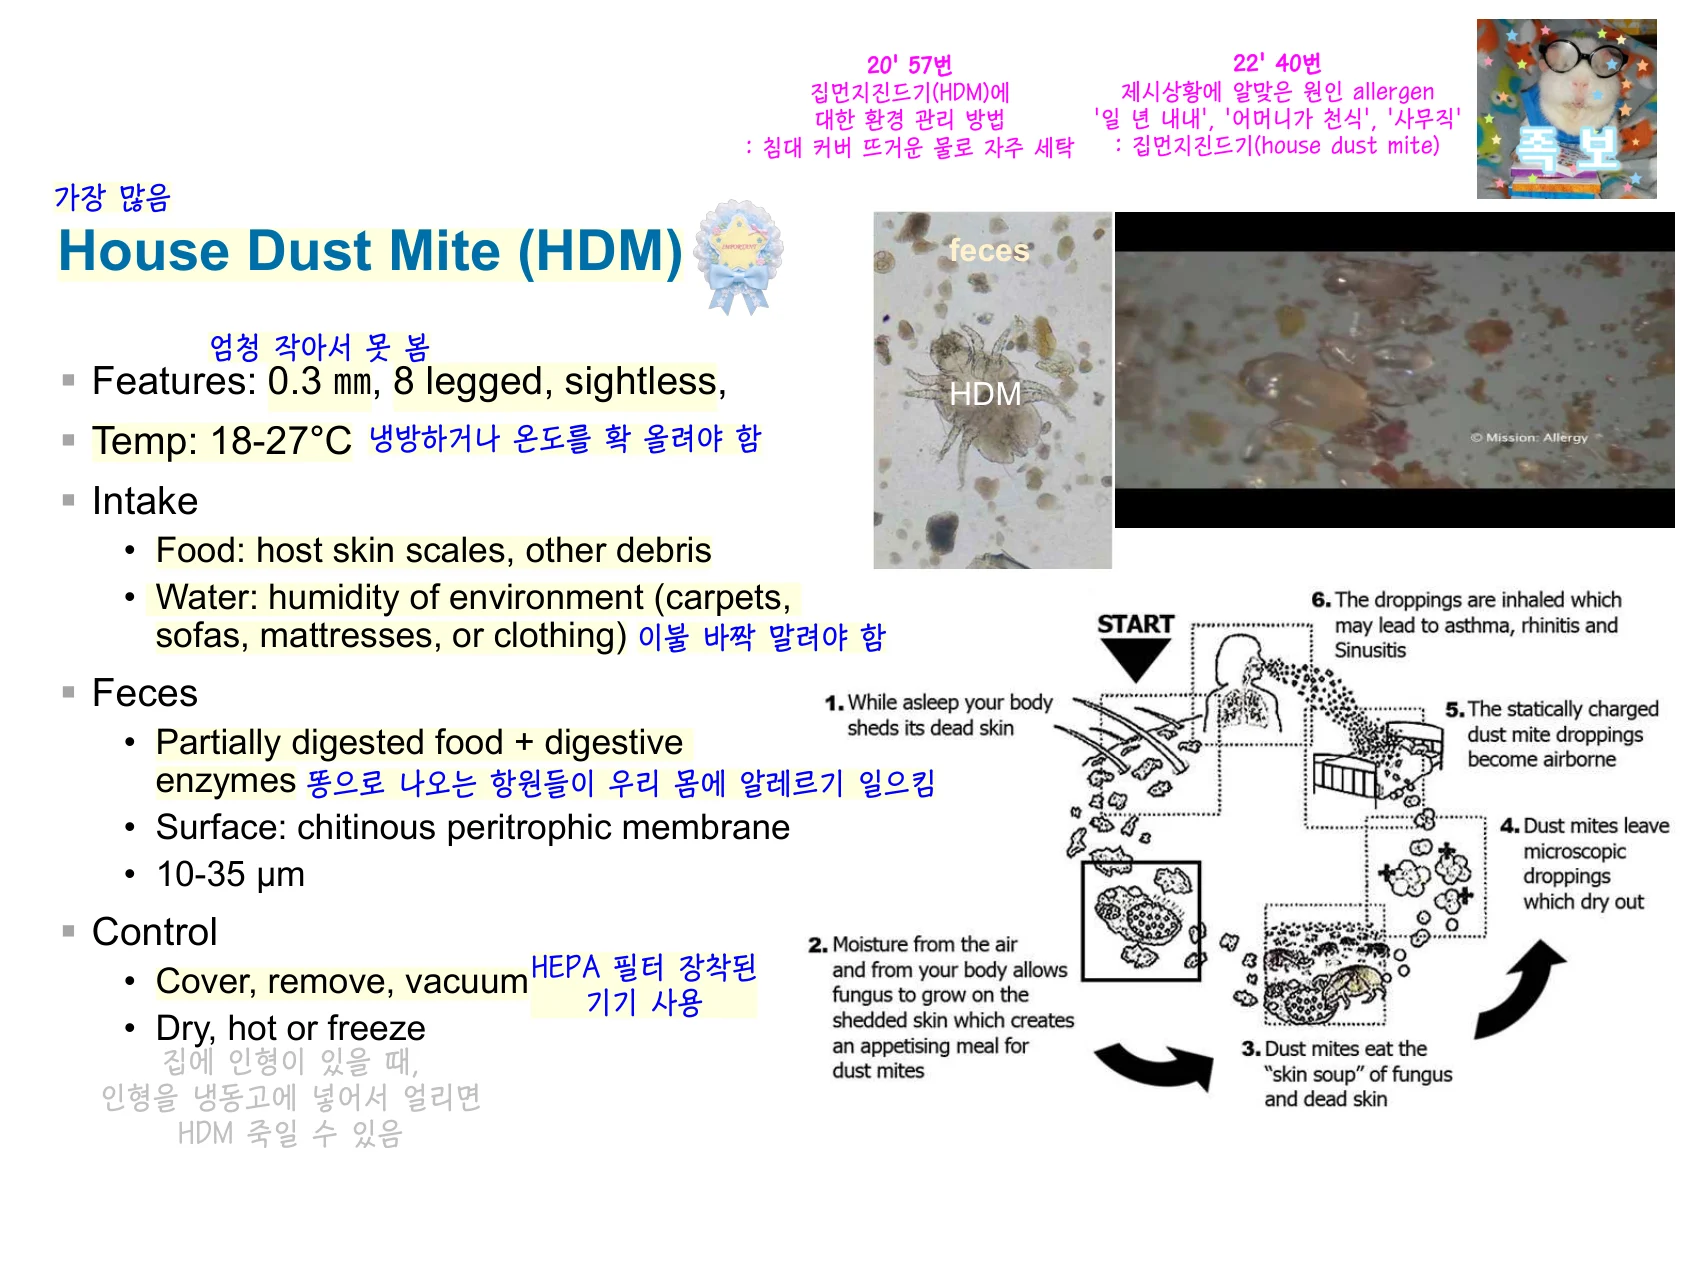 20' 57번
집먼지진드기(HDM)에
대한 환경 관리 방법
: 침대 커버 뜨거운 물로 자주 세탁
22' 40번
제시상황에 알맞은 원인 allergen
'일 년 내내', '어머니가 천식', '사무직'
: 집먼지진드기(house dust mite)
족보
가장 많음
House Dust Mite (HDM)
엄청 작아서 못 봄
▪ Features: 0.3 ㎜, 8 legged, sightless,
▪ Temp: 18-27°C 냉방하거나 온도를 확 올려야 함
▪ Intake
• Food: host skin scales, other debris
• Water: humidity of environment (carpets,
sofas, mattresses, or clothing) 이불 바짝 말려야 함
▪ Feces
• Partially digested food + digestive
enzymes 똥으로 나오는 항원들이 우리 몸에 알레르기 일으킴
• Surface: chitinous peritrophic membrane
• 10-35 μm
▪ Control
• Cover, remove, vacuum HEPA 필터 장착된
기기 사용
• Dry, hot or freeze
집에 인형이 있을 때,
인형을 냉동고에 넣어서 얼리면
HDM 죽일 수 있음
feces
HDM
© Mission: Allergy
START
1. While asleep your body
sheds its dead skin
2. Moisture from the air
and from your body allows
fungus to grow on the
shedded skin which creates
an appetising meal for
dust mites
3. Dust mites eat the
“skin soup” of fungus
and dead skin
4. Dust mites leave
microscopic
droppings
which dry out
5. The statically charged
dust mite droppings
become airborne
6. The droppings are inhaled which
may lead to asthma, rhinitis and
Sinusitis